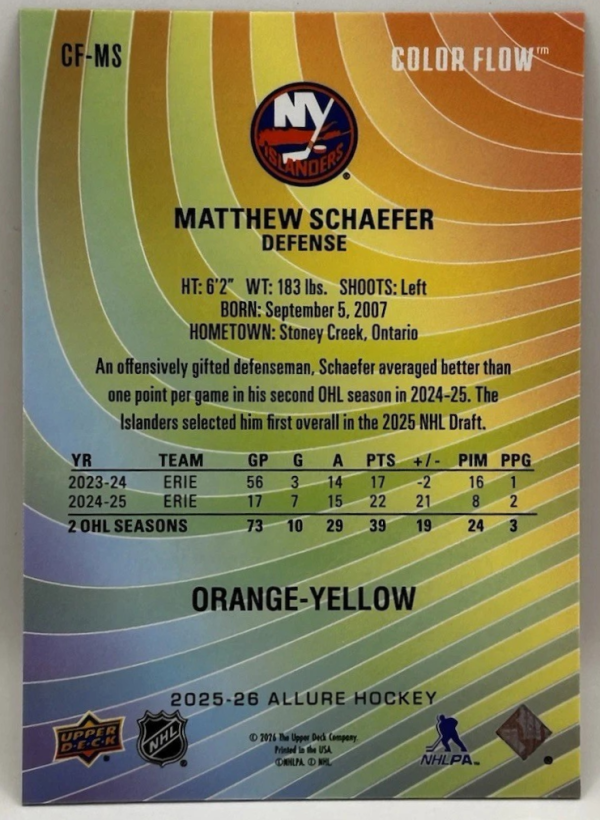 CF-MS COLOR FLOW™
NY
ISLANDERS
MATTHEW SCHAEFER
DEFENSE
HT: 6'2" WT: 183 lbs. SHOOTS: Left
BORN: September 5, 2007
HOMETOWN: Stoney Creek, Ontario
An offensively gifted defenseman, Schaefer averaged better than
one point per game in his second OHL season in 2024-25. The
Islanders selected him first overall in the 2025 NHL Draft.
YR TEAM GP G A PTS +/- PIM PPG
2023-24 ERIE 56 3 14 17 -2 16 1
2024-25 ERIE 17 7 15 22 21 8 2
2 OHL SEASONS 73 10 29 39 19 24 3
ORANGE-YELLOW
2025-26 ALLURE HOCKEY
UPPER
D.E.C.K
NHL
© 2026 The Upper Deck Company.
Printed in the USA.
©NHLPA. © NHL.
NHLPA™